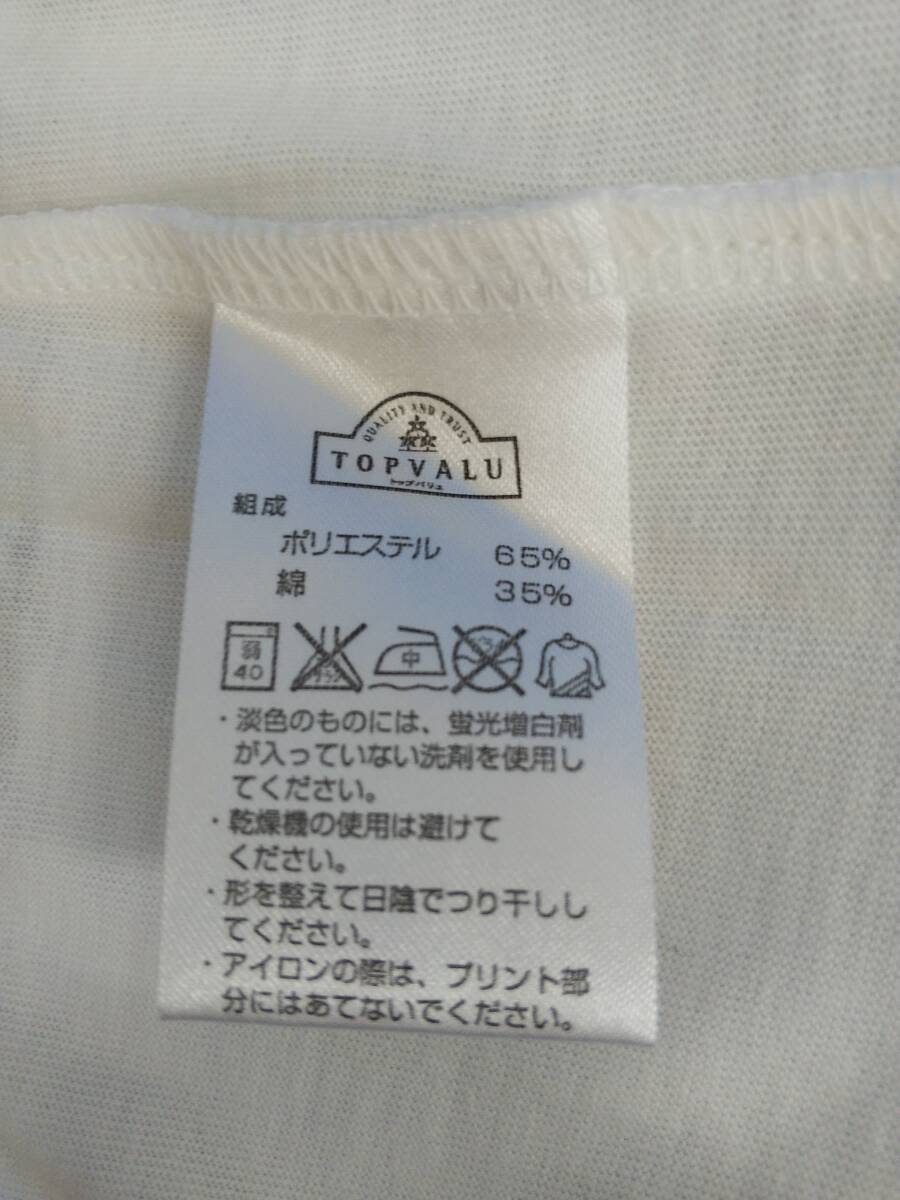 QUALITY AND TRUST
TOPVALU
トップバリュ
組成
ポリエステル 65%
綿 35%
弱
40
中
・淡色のものには、蛍光増白剤
が入っていない洗剤を使用し
てください。
・乾燥機の使用は避けて
ください。
・形を整えて日陰でつり干しし
てください。
・アイロンの際は、プリント部
分にはあてないでください。